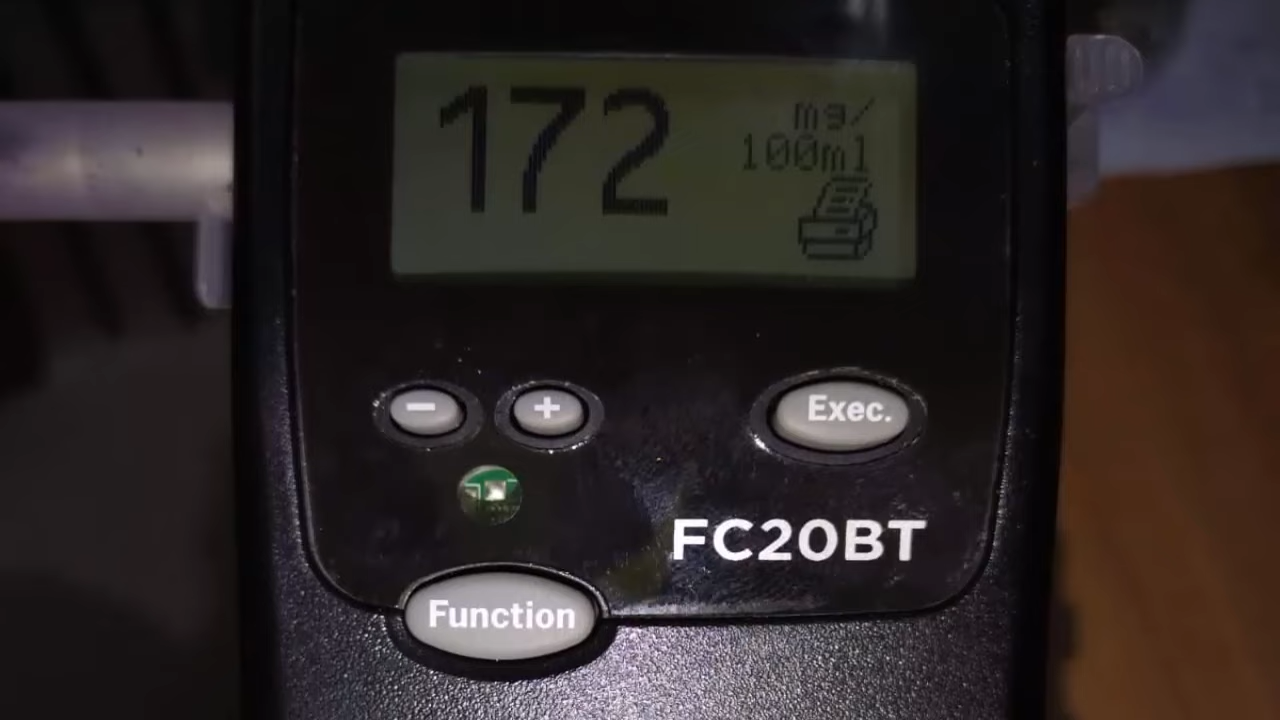 172
mg/
100ml
−
+
Exec.
FC20BT
Function